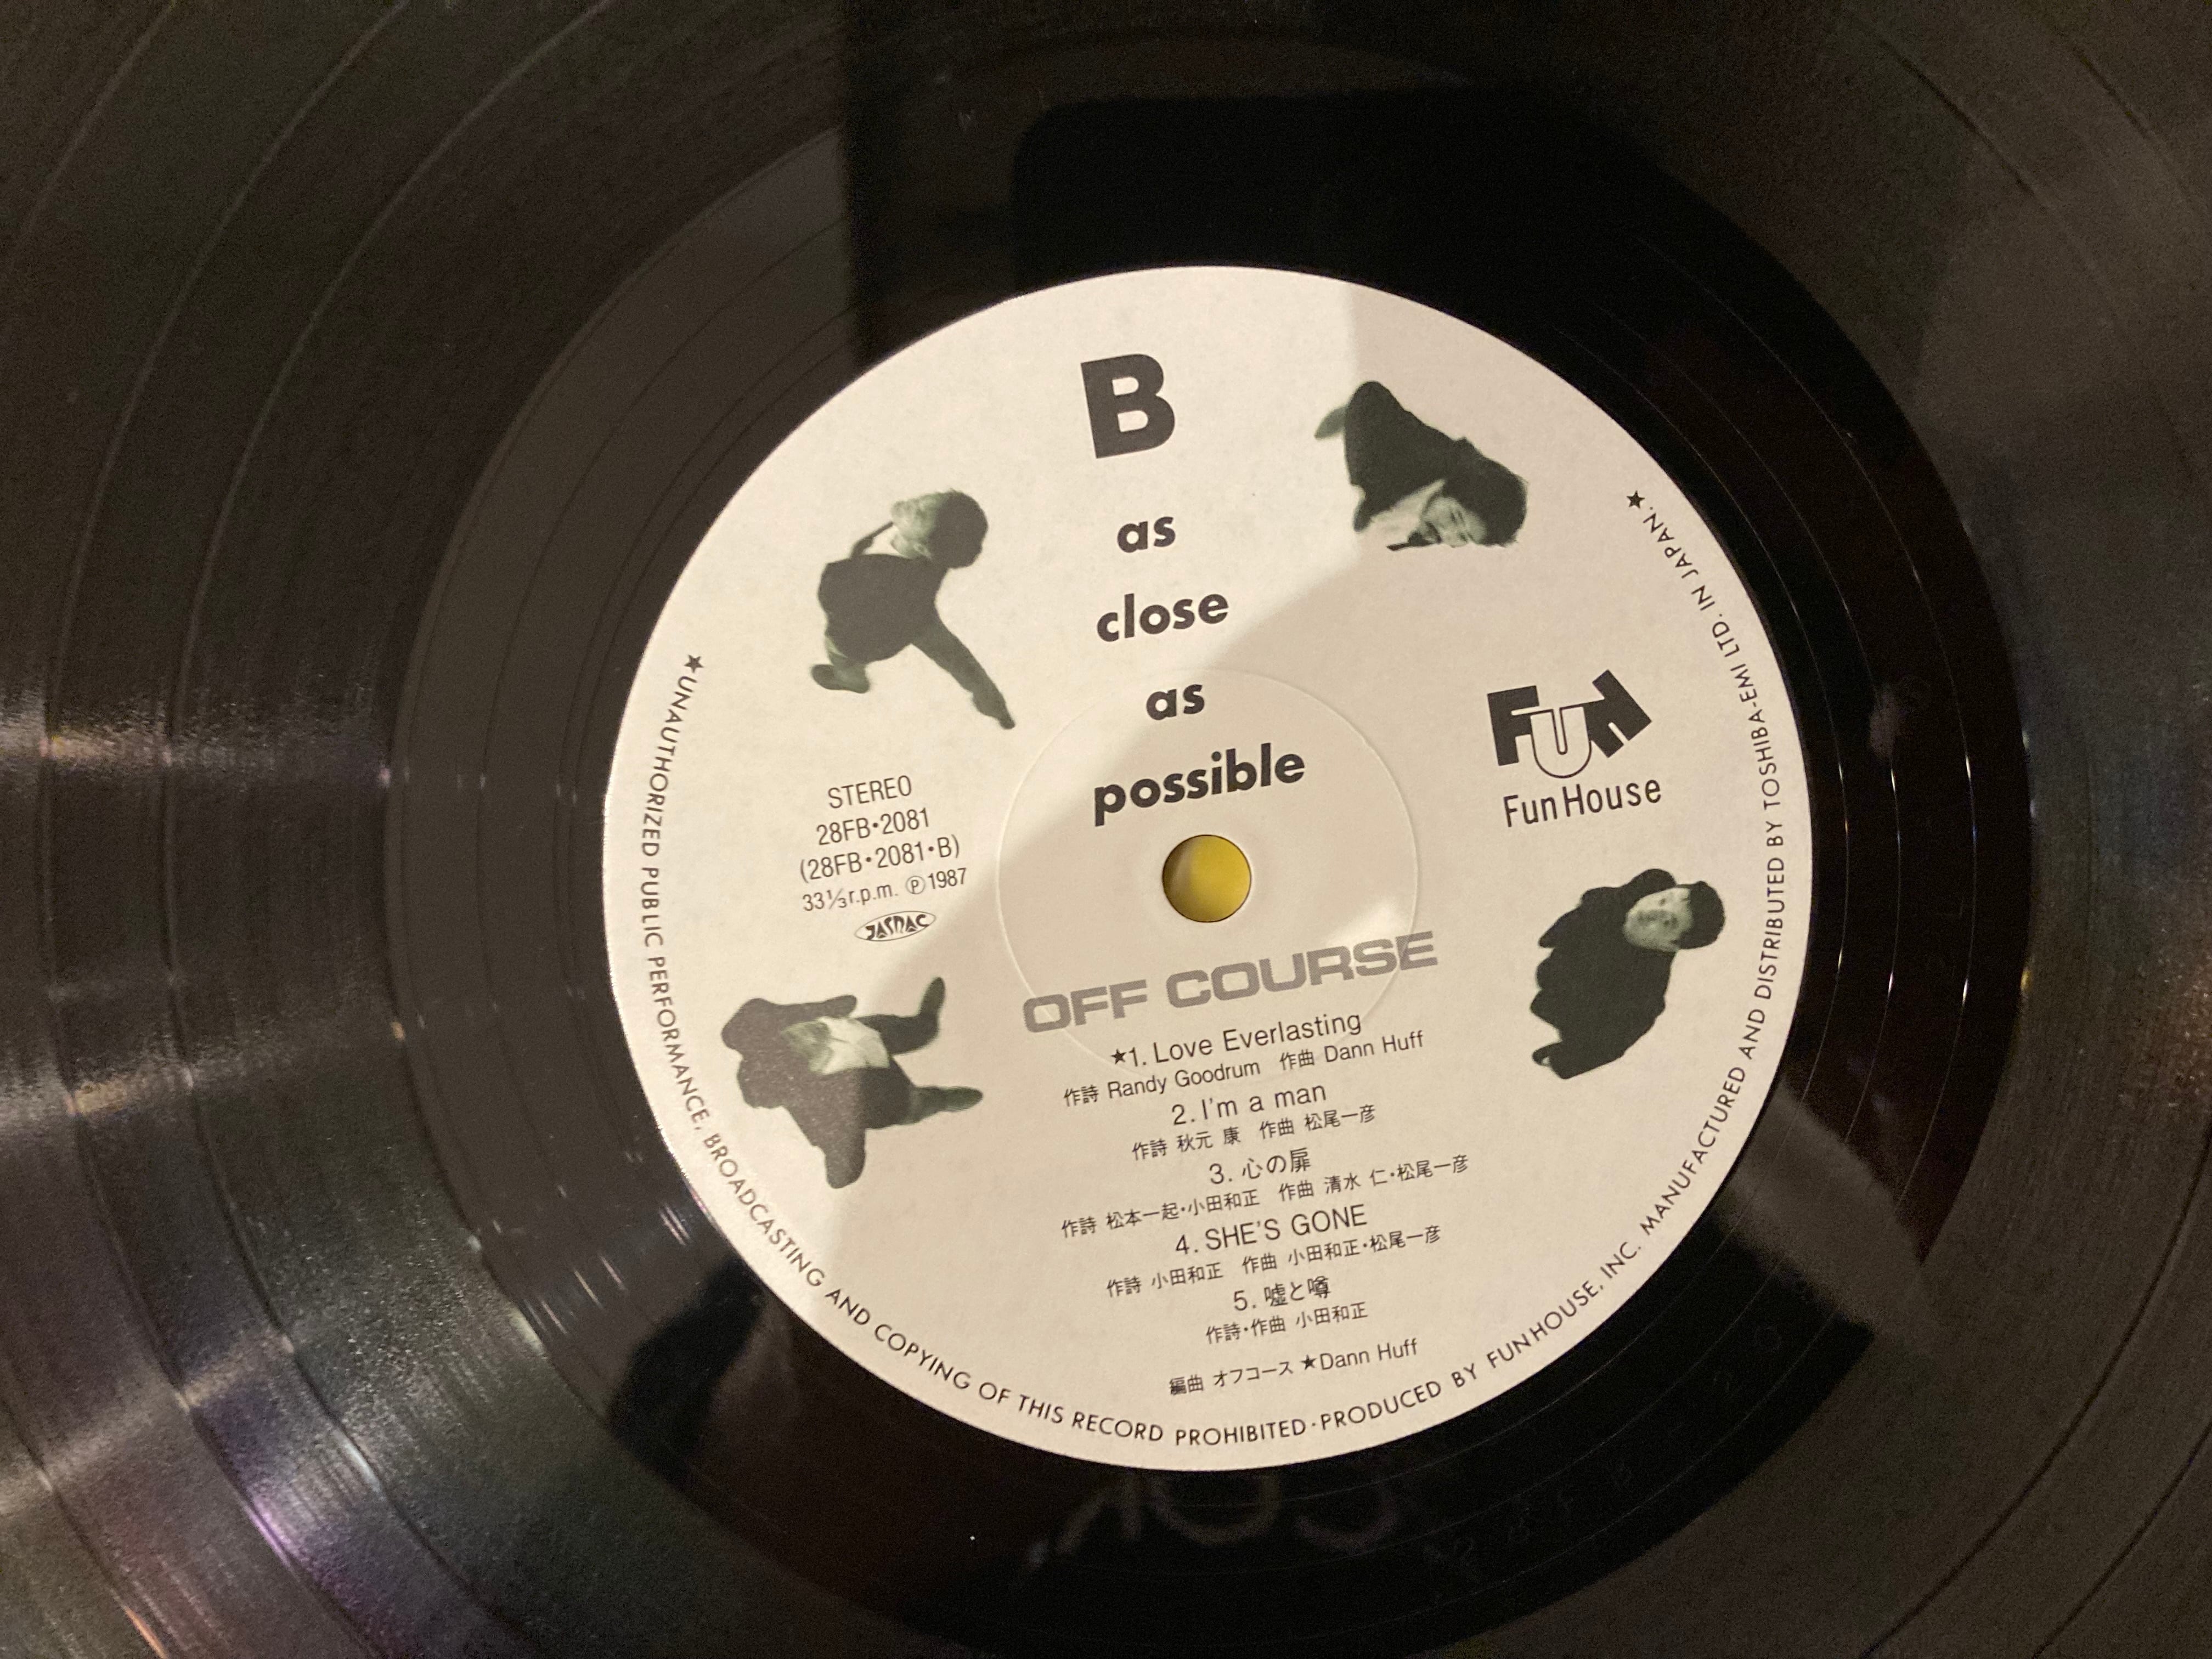 B
as
close
as
possible
FUN
Fun House
STEREO
28FB•2081
(28FB•2081•B)
33⅓r.p.m. ℗1987
JASRAC
OFF COURSE
★1. Love Everlasting
作詩 Randy Goodrum 作曲 Dann Huff
2. I'm a man
作詩 秋元 康 作曲 松尾一彦
3. 心の扉
作詩 松本一起•小田和正 作曲 清水 仁•松尾一彦
4. SHE'S GONE
作詩 小田和正 作曲 小田和正•松尾一彦
5. 嘘と噂
作詩•作曲 小田和正
編曲 オフコース ★Dann Huff
★UNAUTHORIZED PUBLIC PERFORMANCE, BROADCASTING AND COPYING OF THIS RECORD PROHIBITED•PRODUCED BY FUN HOUSE, INC. MANUFACTURED AND DISTRIBUTED BY TOSHIBA-EMI LTD. IN JAPAN.★